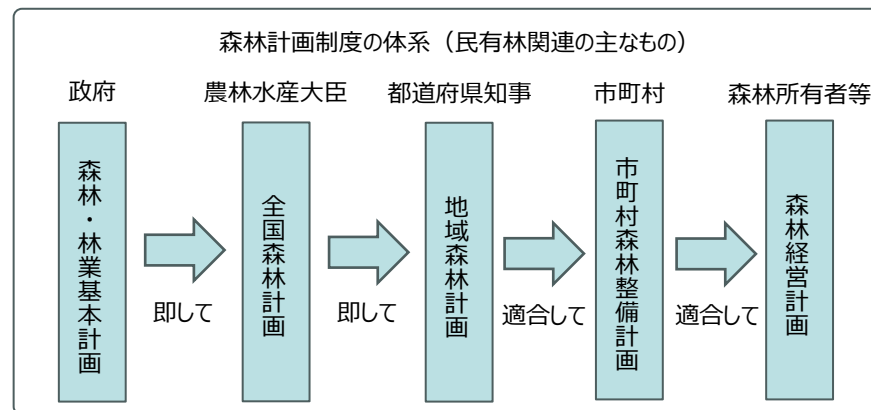 森林計画制度の体系（民有林関連の主なもの）
政府
農林水産大臣
都道府県知事
市町村
森林所有者等
森林・林業基本計画
即して
全国森林計画
即して
地域森林計画
適合して
市町村森林整備計画
適合して
森林経営計画